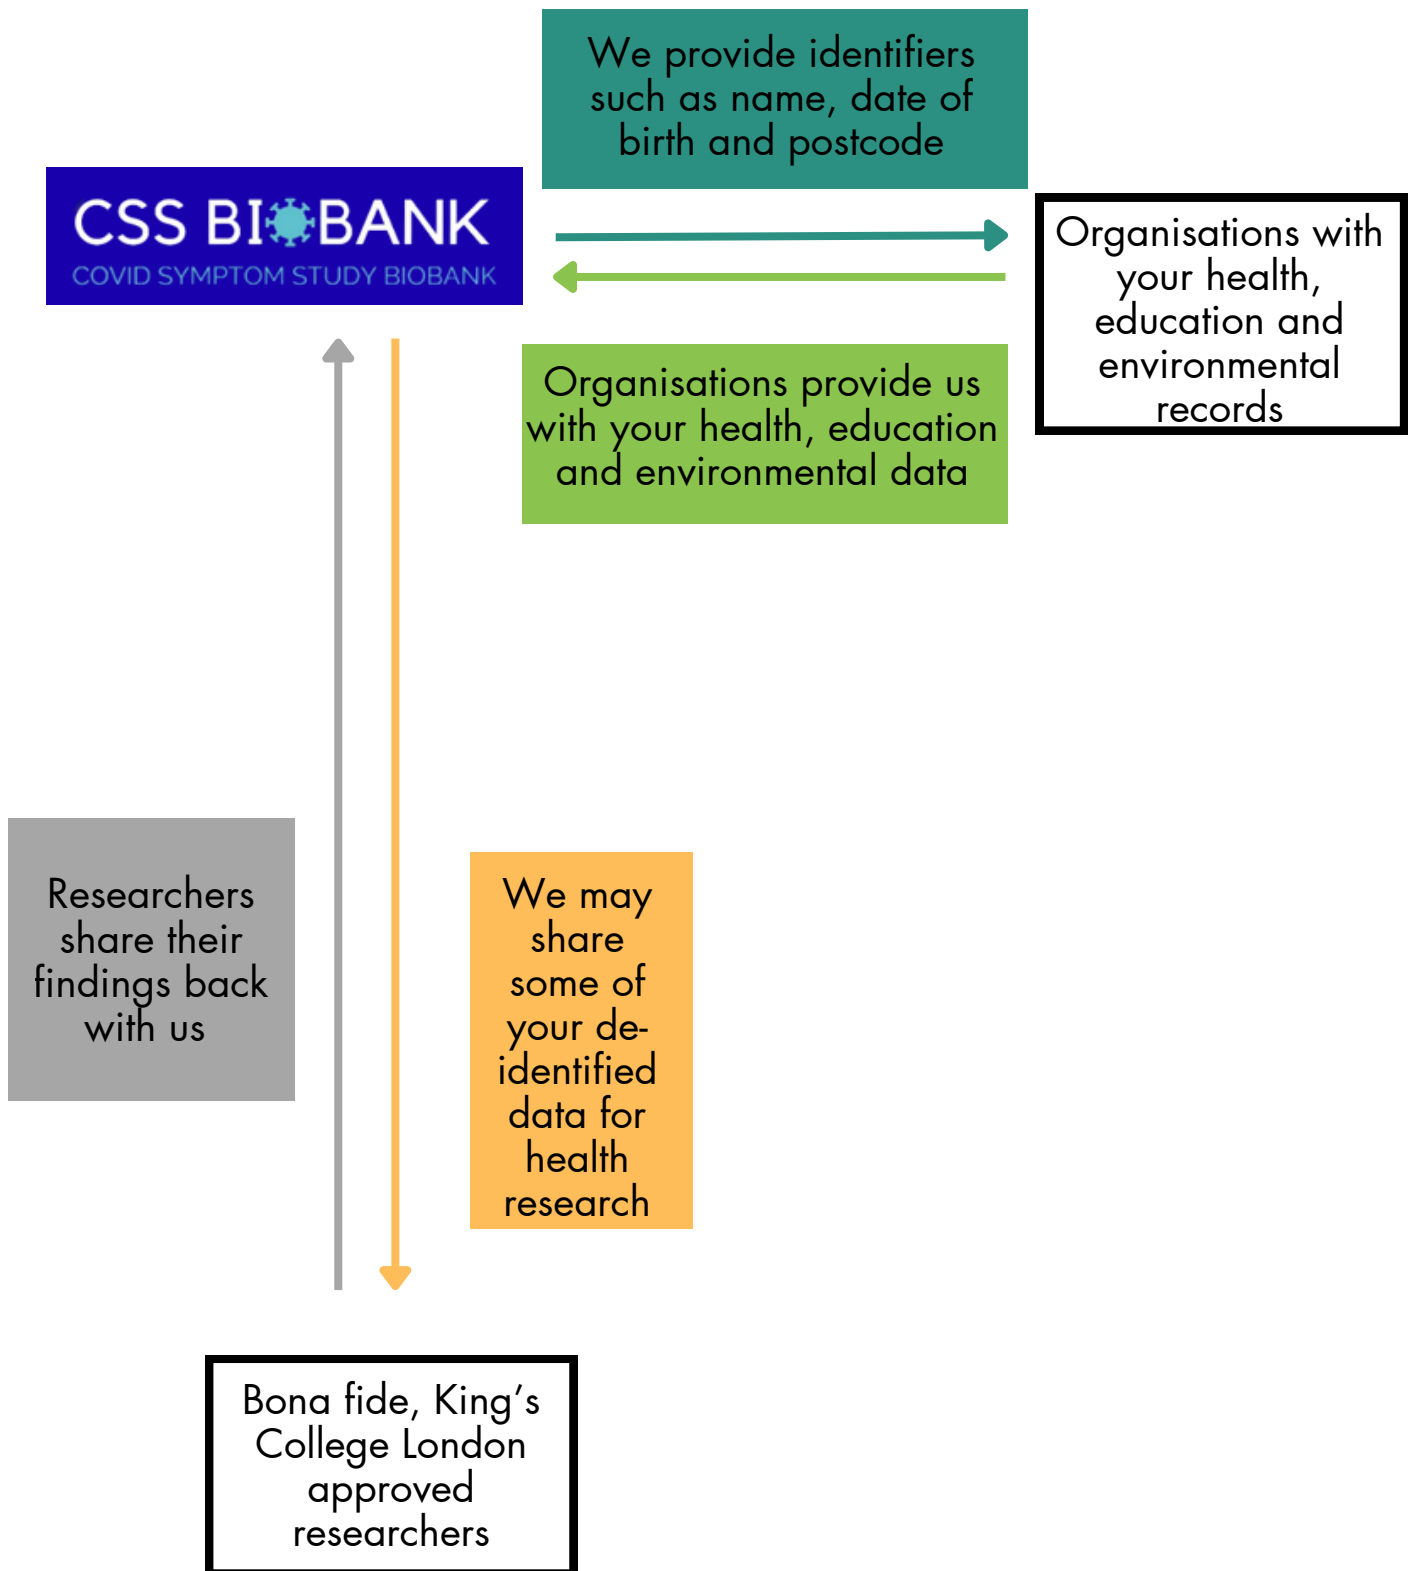 We provide identifiers
such as name, date of
birth and postcode
CSS BIOBANK
COVID SYMPTOM STUDY BIOBANK
Organisations with
your health,
education and
environmental
records
Organisations provide us
with your health, education
and environmental data
Researchers
share their
findings back
with us
We may
share
some of
your de-
identified
data for
health
research
Bona fide, King's
College London
approved
researchers